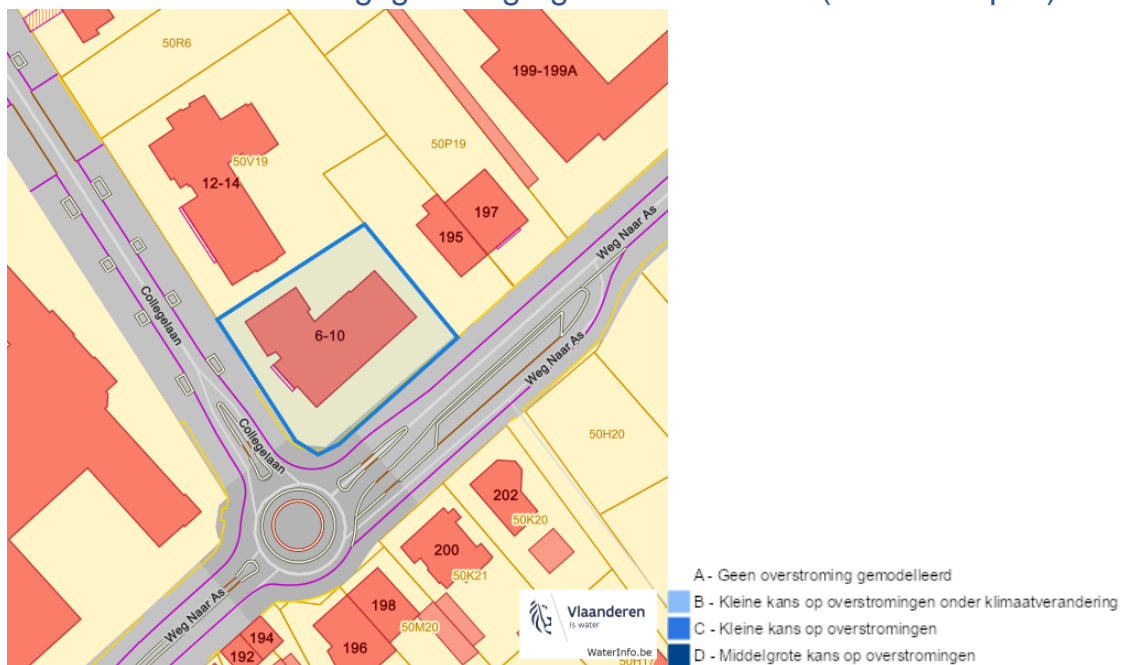 50R6
199-199A
50P19
50V19
12-14
197
195
Weg Naar As
Collegelaan
6-10
Weg Naar As
Collegelaan
50H20
202
50K20
200
50K21
198
50M20
196
194
192
Weg Naar As
50H17
Vlaanderen
is water
WaterInfo.be
A - Geen overstroming gemodelleerd
B - Kleine kans op overstromingen onder klimaatverandering
C - Kleine kans op overstromingen
D - Middelgrote kans op overstromingen